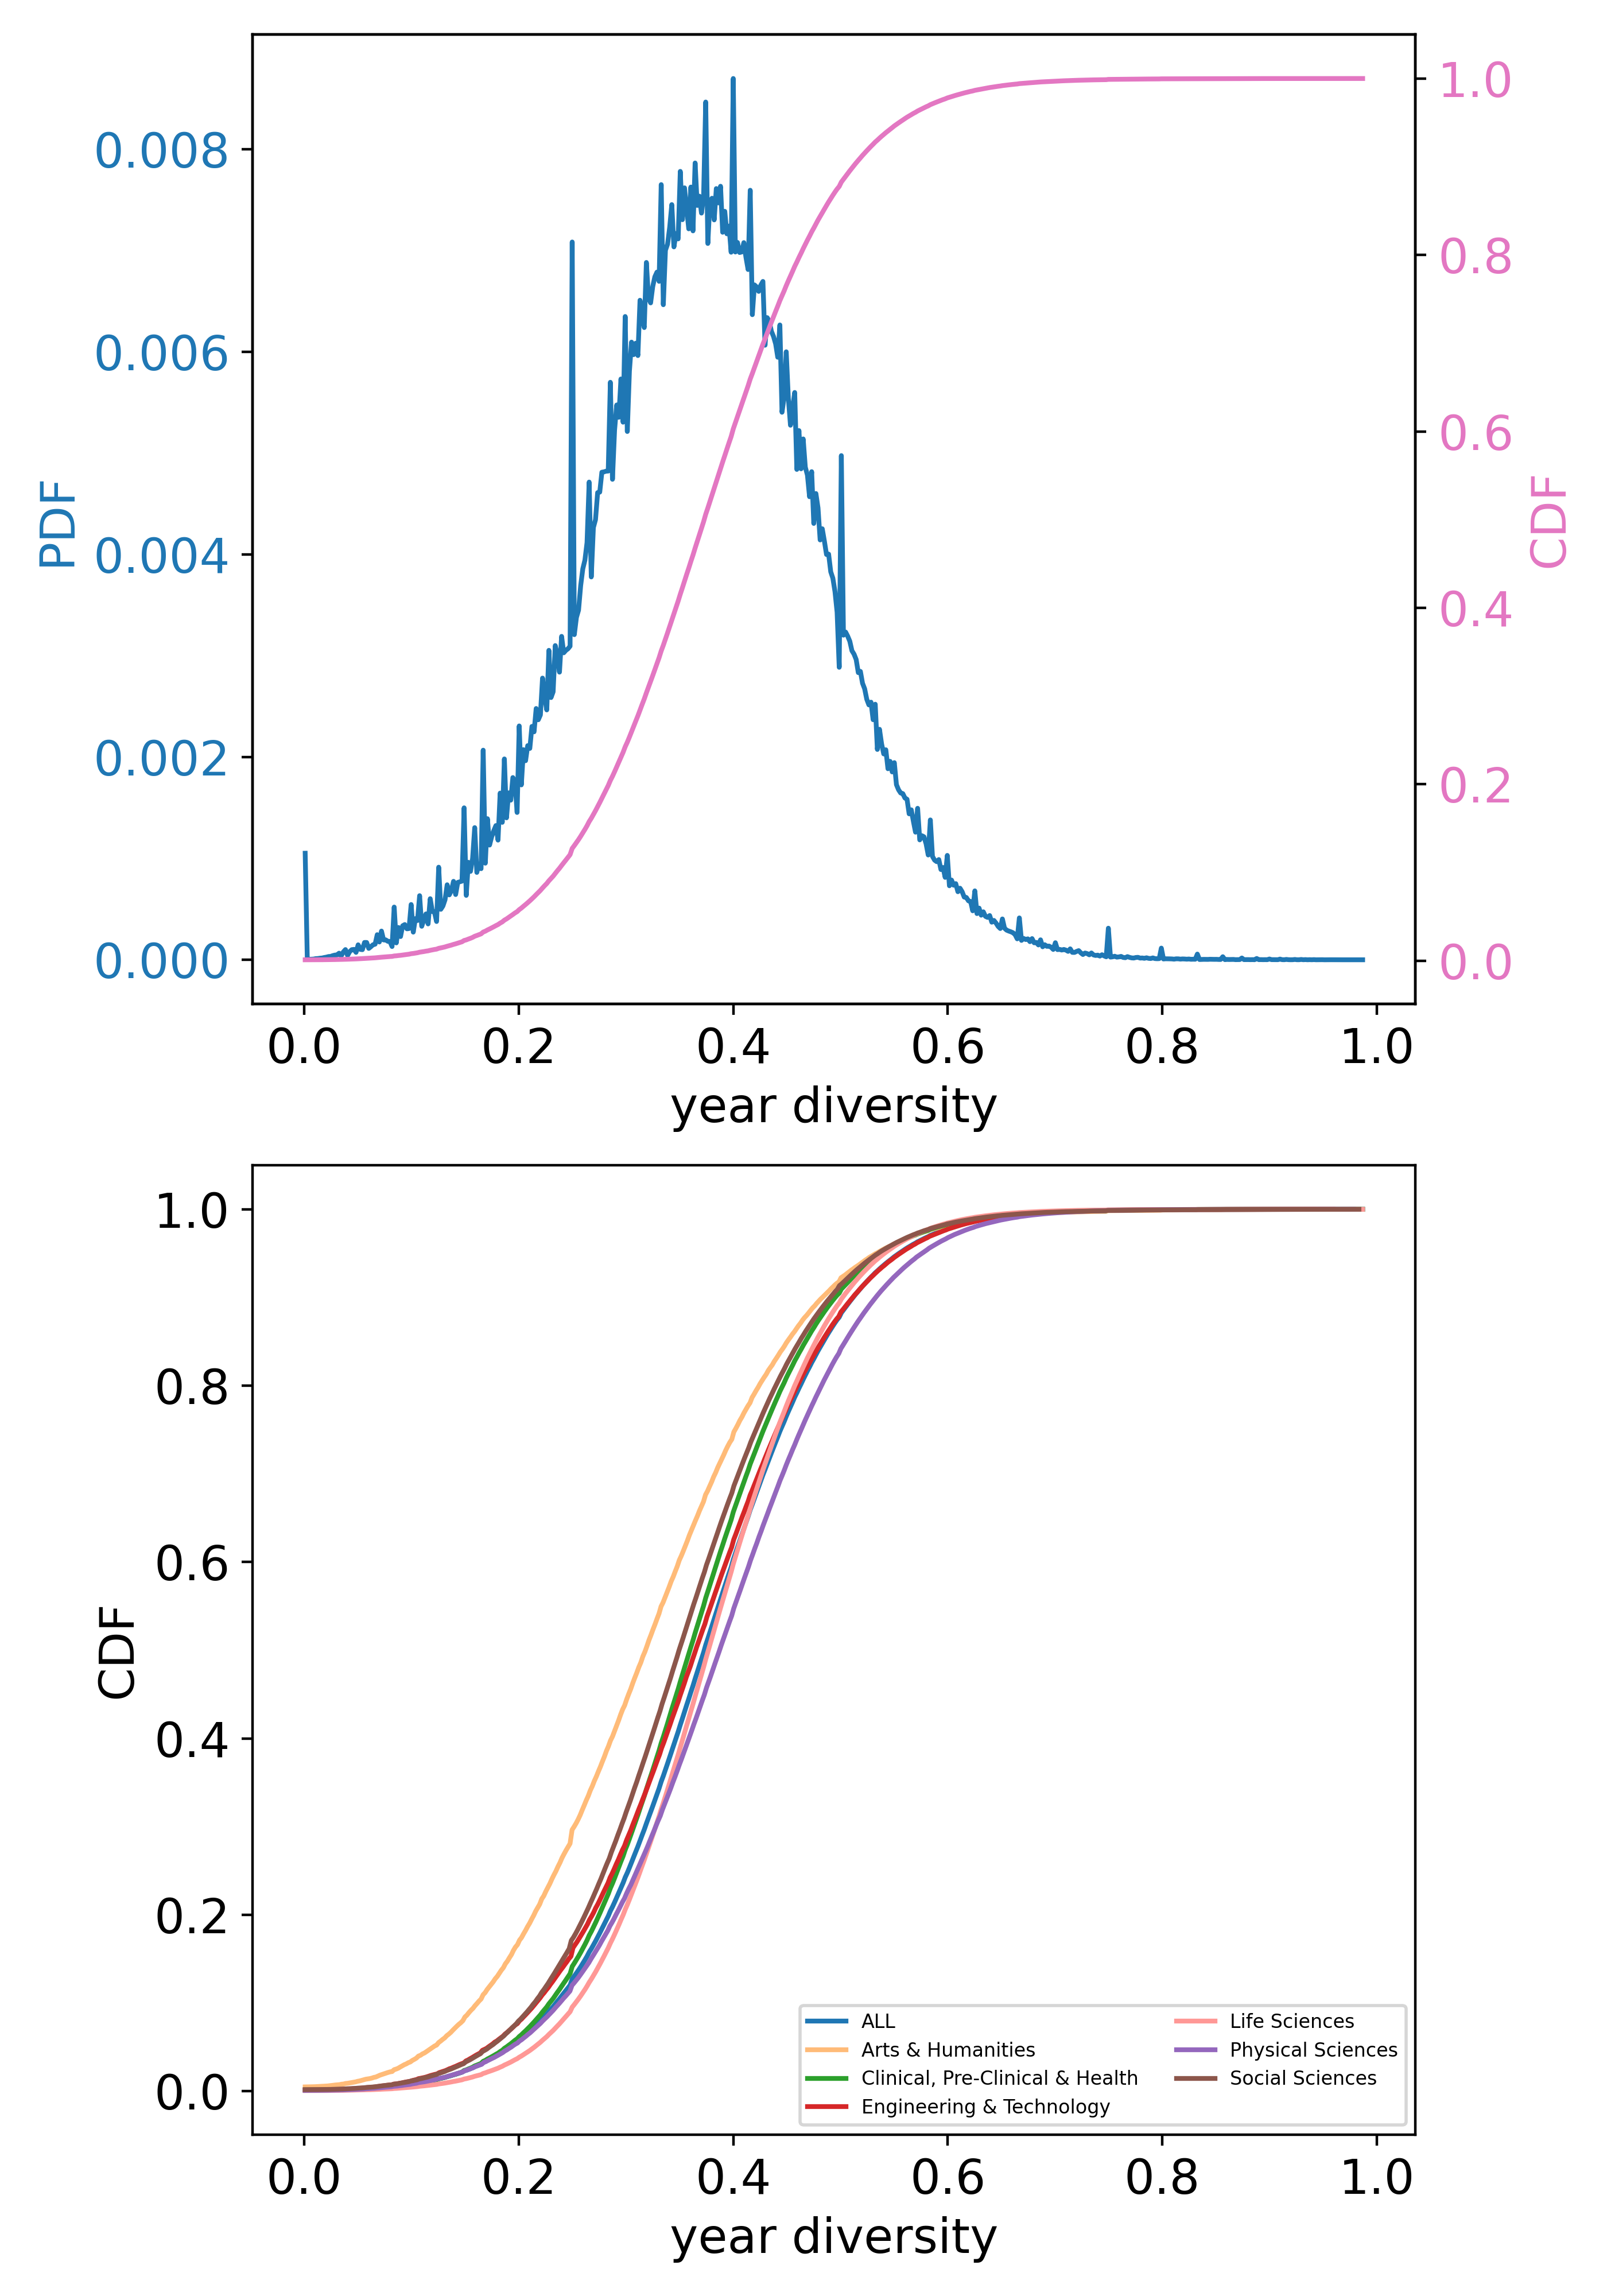 0.008
0.006
0.004
0.002
0.000
PDF
1.0
0.8
0.6
0.4
0.2
0.0
CDF
0.0 0.2 0.4 0.6 0.8 1.0
year diversity
1.0
0.8
0.6
0.4
0.2
0.0
CDF
ALL
Arts & Humanities
Clinical, Pre-Clinical & Health
Engineering & Technology
Life Sciences
Physical Sciences
Social Sciences
0.0 0.2 0.4 0.6 0.8 1.0
year diversity